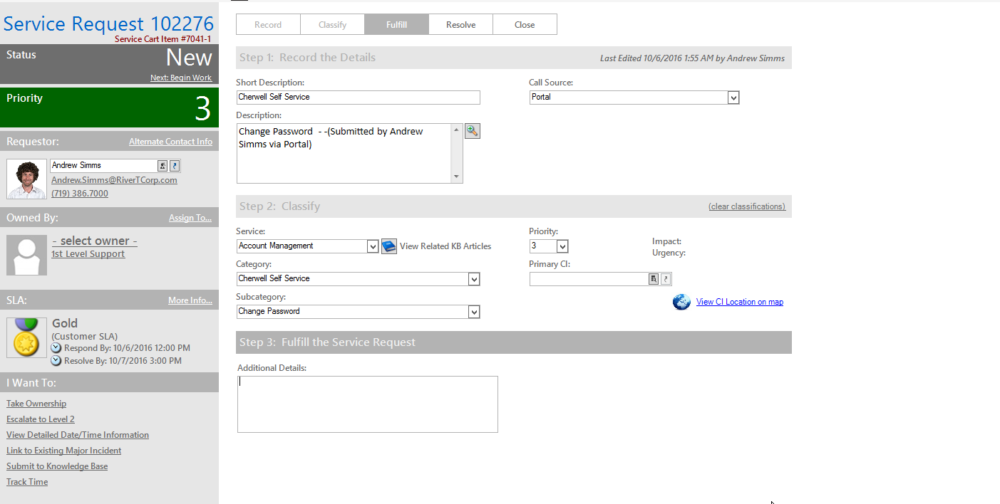 Service Request 102276
Service Cart Item #7041-1
Status
New
Next: Begin Work
Priority
3
Requestor:
Alternate Contact Info
Andrew Simms
Andrew.Simms@RiverTCorp.com
(719) 386.7000
Owned By:
Assign To...
- select owner -
1st Level Support
SLA:
More Info...
Gold
(Customer SLA)
Respond By: 10/6/2016 12:00 PM
Resolve By: 10/7/2016 3:00 PM
I Want To:
Take Ownership
Escalate to Level 2
View Detailed Date/Time Information
Link to Existing Major Incident
Submit to Knowledge Base
Track Time
Record
Classify
Fulfill
Resolve
Close
Step 1: Record the Details
Last Edited 10/6/2016 1:55 AM by Andrew Simms
Short Description:
Cherwell Self Service
Call Source:
Portal
Description:
Change Password - -(Submitted by Andrew
Simms via Portal)
Step 2: Classify
(clear classifications)
Service:
Account Management
View Related KB Articles
Priority:
3
Impact:
Urgency:
Category:
Cherwell Self Service
Primary CI:
Subcategory:
Change Password
View CI Location on map
Step 3: Fulfill the Service Request
Additional Details: